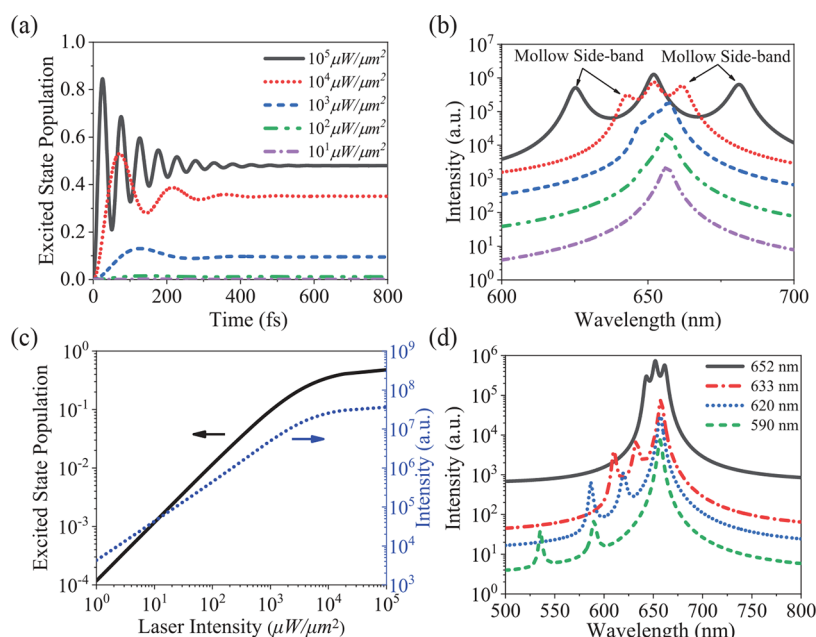 (a)
Excited State Population
1.0
0.8
0.6
0.4
0.2
0.0
10⁵ μW/μm²
10⁴ μW/μm²
10³ μW/μm²
10² μW/μm²
10¹ μW/μm²
0 200 400 600 800
Time (fs)
(b)
Intensity (a.u.)
10⁷
10⁶
10⁵
10⁴
10³
10²
10¹
10⁰
Mollow Side-band
Mollow Side-band
600 650 700
Wavelength (nm)
(c)
Excited State Population
10⁰
10⁻¹
10⁻²
10⁻³
10⁻⁴
10⁰ 10¹ 10² 10³ 10⁴ 10⁵
Laser Intensity (μW/μm²)
10⁹
10⁸
10⁷
10⁶
10⁵
10⁴
10³
Intensity (a.u.)
(d)
Intensity (a.u.)
10⁶
10⁵
10⁴
10³
10²
10¹
10⁰
652 nm
633 nm
620 nm
590 nm
500 550 600 650 700 750 800
Wavelength (nm)